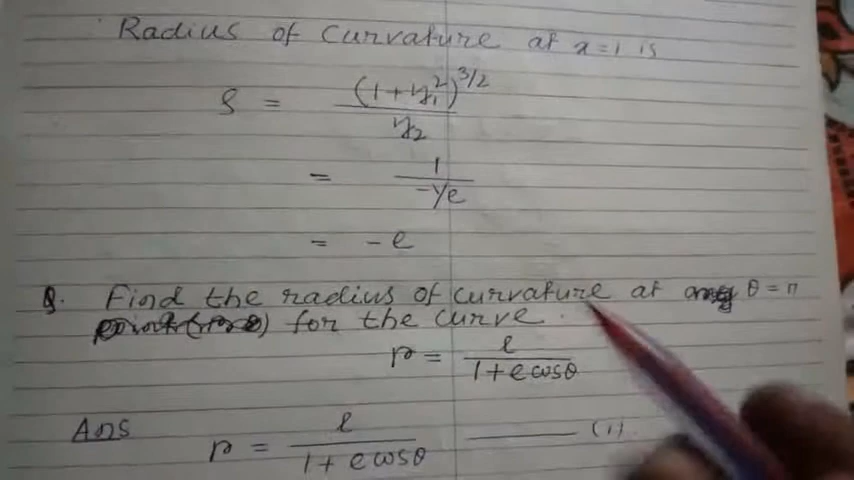 Radius of curvature at x=1 is
ρ = (1+y₁²)^3/2 / y₂
= 1 / -1/e
= -e
Q. Find the radius of curvature at θ = π
for the curve.
r = l / 1+e cosθ
Ans r = l / 1+e cosθ ——— (1)